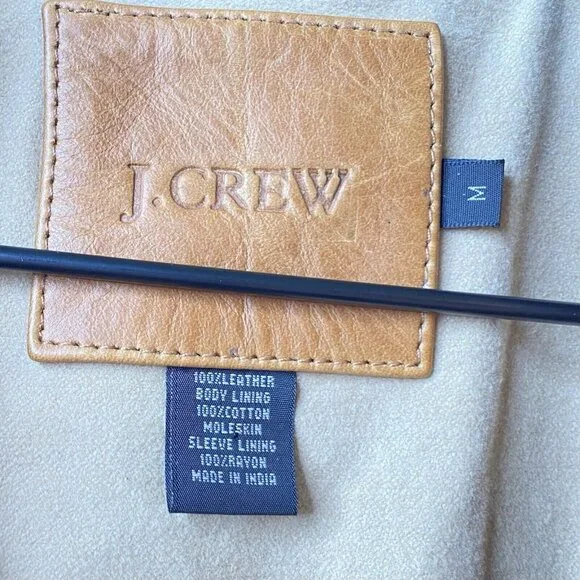 J.CREW
M
100%LEATHER
BODY LINING
100%COTTON
MOLESKIN
SLEEVE LINING
100%RAYON
MADE IN INDIA